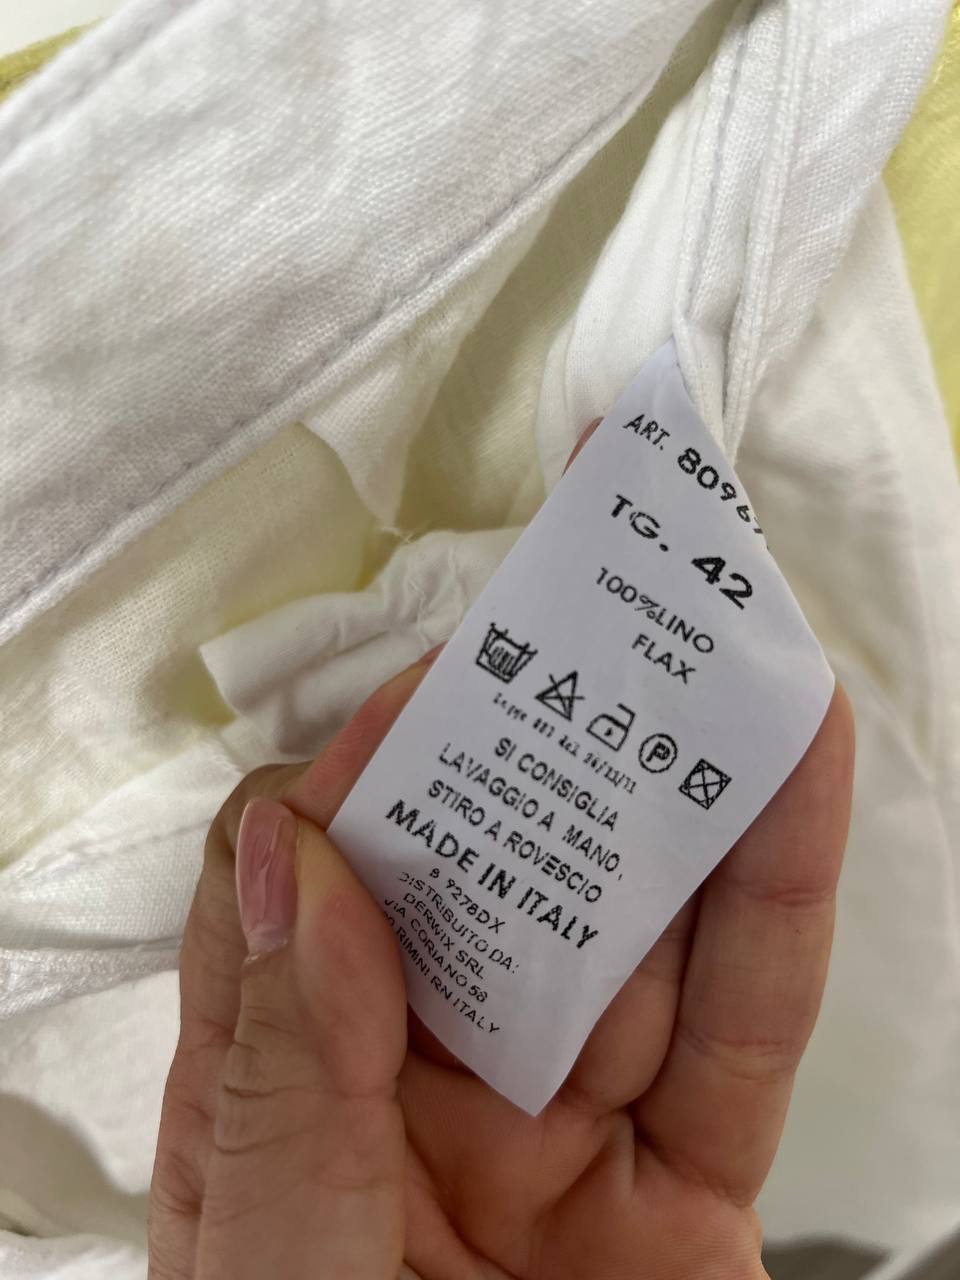 ART. 8096
TG. 42
100%LINO
FLAX
P
SI CONSIGLIA
LAVAGGIO A MANO,
STIRO A ROVESCIO
MADE IN ITALY
B 9278DX
DISTRIBUITO DA:
DERWIX SRL
VIA CORIANO 58
RIMINI RN ITALY